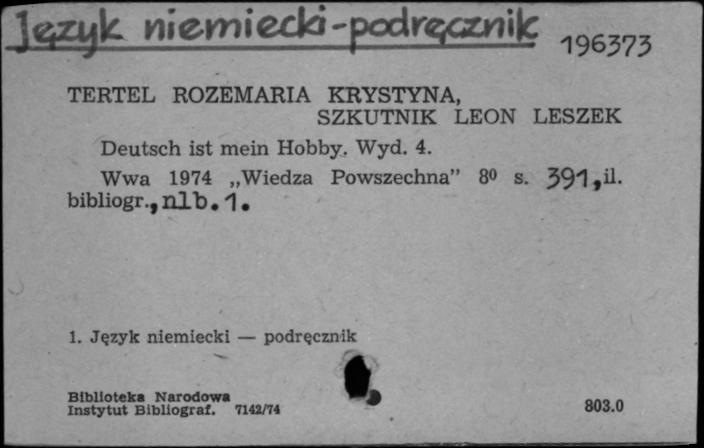 Język niemiecki-podręcznik
196373
TERTEL ROZEMARIA KRYSTYNA,
SZKUTNIK LEON LESZEK
Deutsch ist mein Hobby. Wyd. 4.
Wwa 1974 „Wiedza Powszechna” 8⁰ s. 391, il.
bibliogr., nlb. 1.
1. Język niemiecki — podręcznik
Biblioteka Narodowa
Instytut Bibliograf. 7142/74
803.0